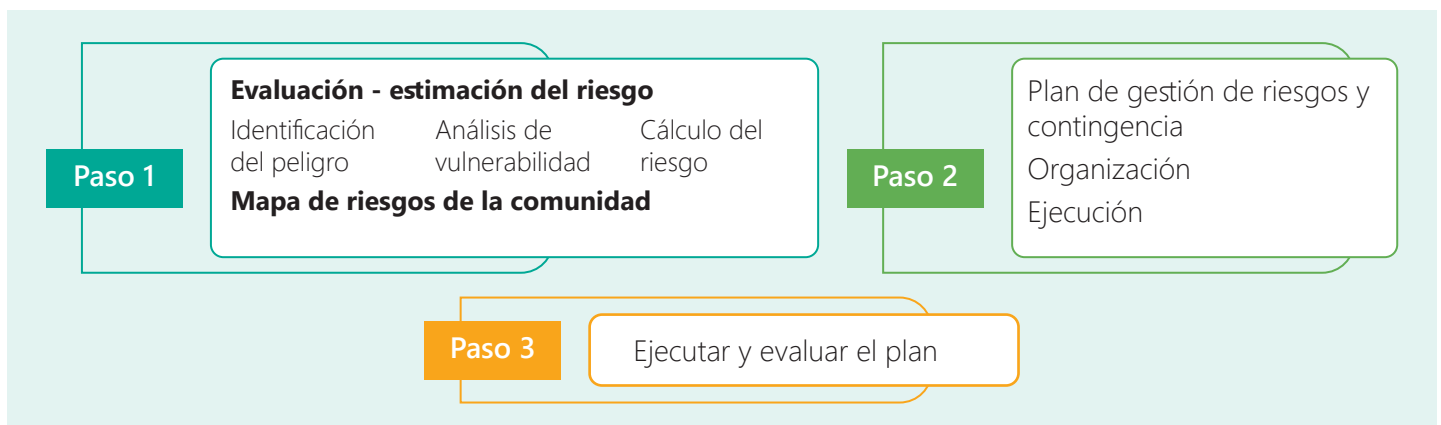 Paso 1
Evaluación - estimación del riesgo
Identificación del peligro
Análisis de vulnerabilidad
Cálculo del riesgo
Mapa de riesgos de la comunidad
Paso 2
Plan de gestión de riesgos y
contingencia
Organización
Ejecución
Paso 3
Ejecutar y evaluar el plan